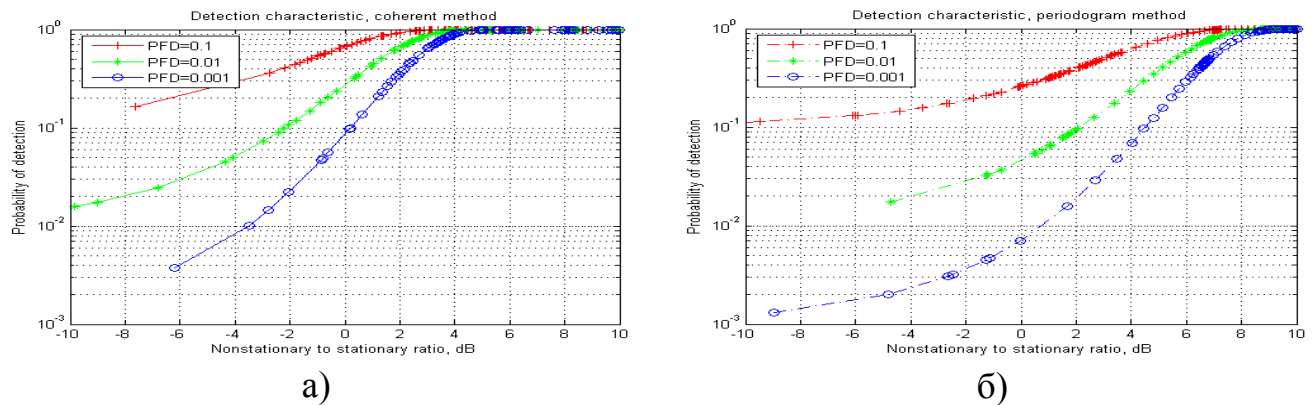 Detection characteristic, coherent method
10^0
10^-1
10^-2
10^-3
Probability of detection
PFD=0.1
PFD=0.01
PFD=0.001
-10 -8 -6 -4 -2 0 2 4 6 8 10
Nonstationary to stationary ratio, dB
а)
Detection characteristic, periodogram method
10^0
10^-1
10^-2
10^-3
Probability of detection
PFD=0.1
PFD=0.01
PFD=0.001
-10 -8 -6 -4 -2 0 2 4 6 8 10
Nonstationary to stationary ratio, dB
б)